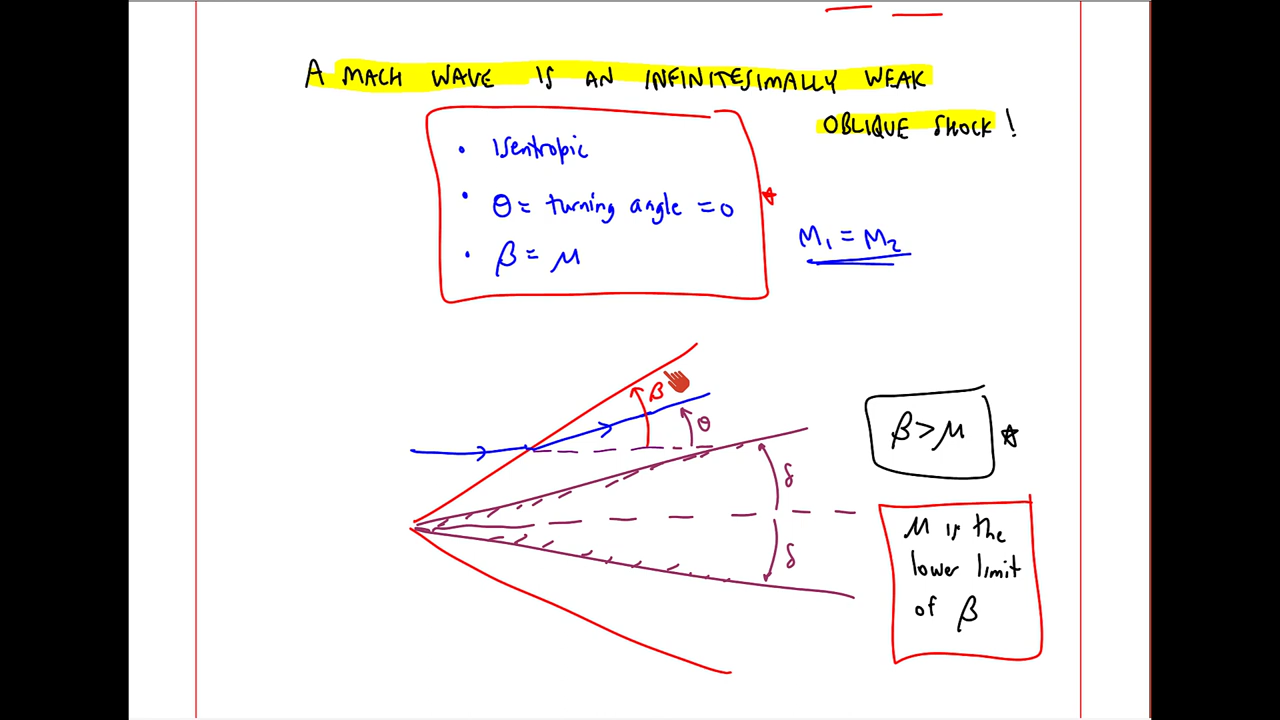 A MACH WAVE IS AN INFINITESIMALLY WEAK
OBLIQUE SHOCK!
• Isentropic
• θ = turning angle = 0
• β = μ
M₁ = M₂
β
θ
δ
δ
β > μ
μ is the
lower limit
of β